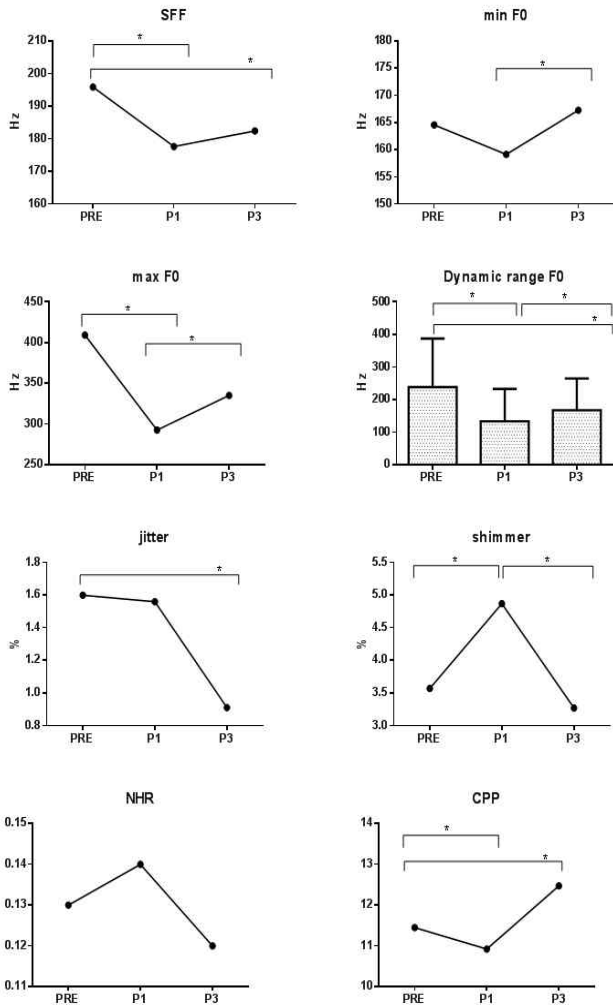 SFF
*
*
210
200
190
180
170
160
Hz
PRE P1 P3
min F0
*
180
175
170
165
160
155
150
Hz
PRE P1 P3
max F0
*
*
450
400
350
300
250
Hz
PRE P1 P3
Dynamic range F0
* *
*
500
400
300
200
100
0
Hz
PRE P1 P3
jitter
*
1.8
1.6
1.4
1.2
1.0
0.8
%
PRE P1 P3
shimmer
* *
5.5
5.0
4.5
4.0
3.5
3.0
%
PRE P1 P3
NHR
0.15
0.14
0.13
0.12
0.11
PRE P1 P3
CPP
*
*
14
13
12
11
10
PRE P1 P3